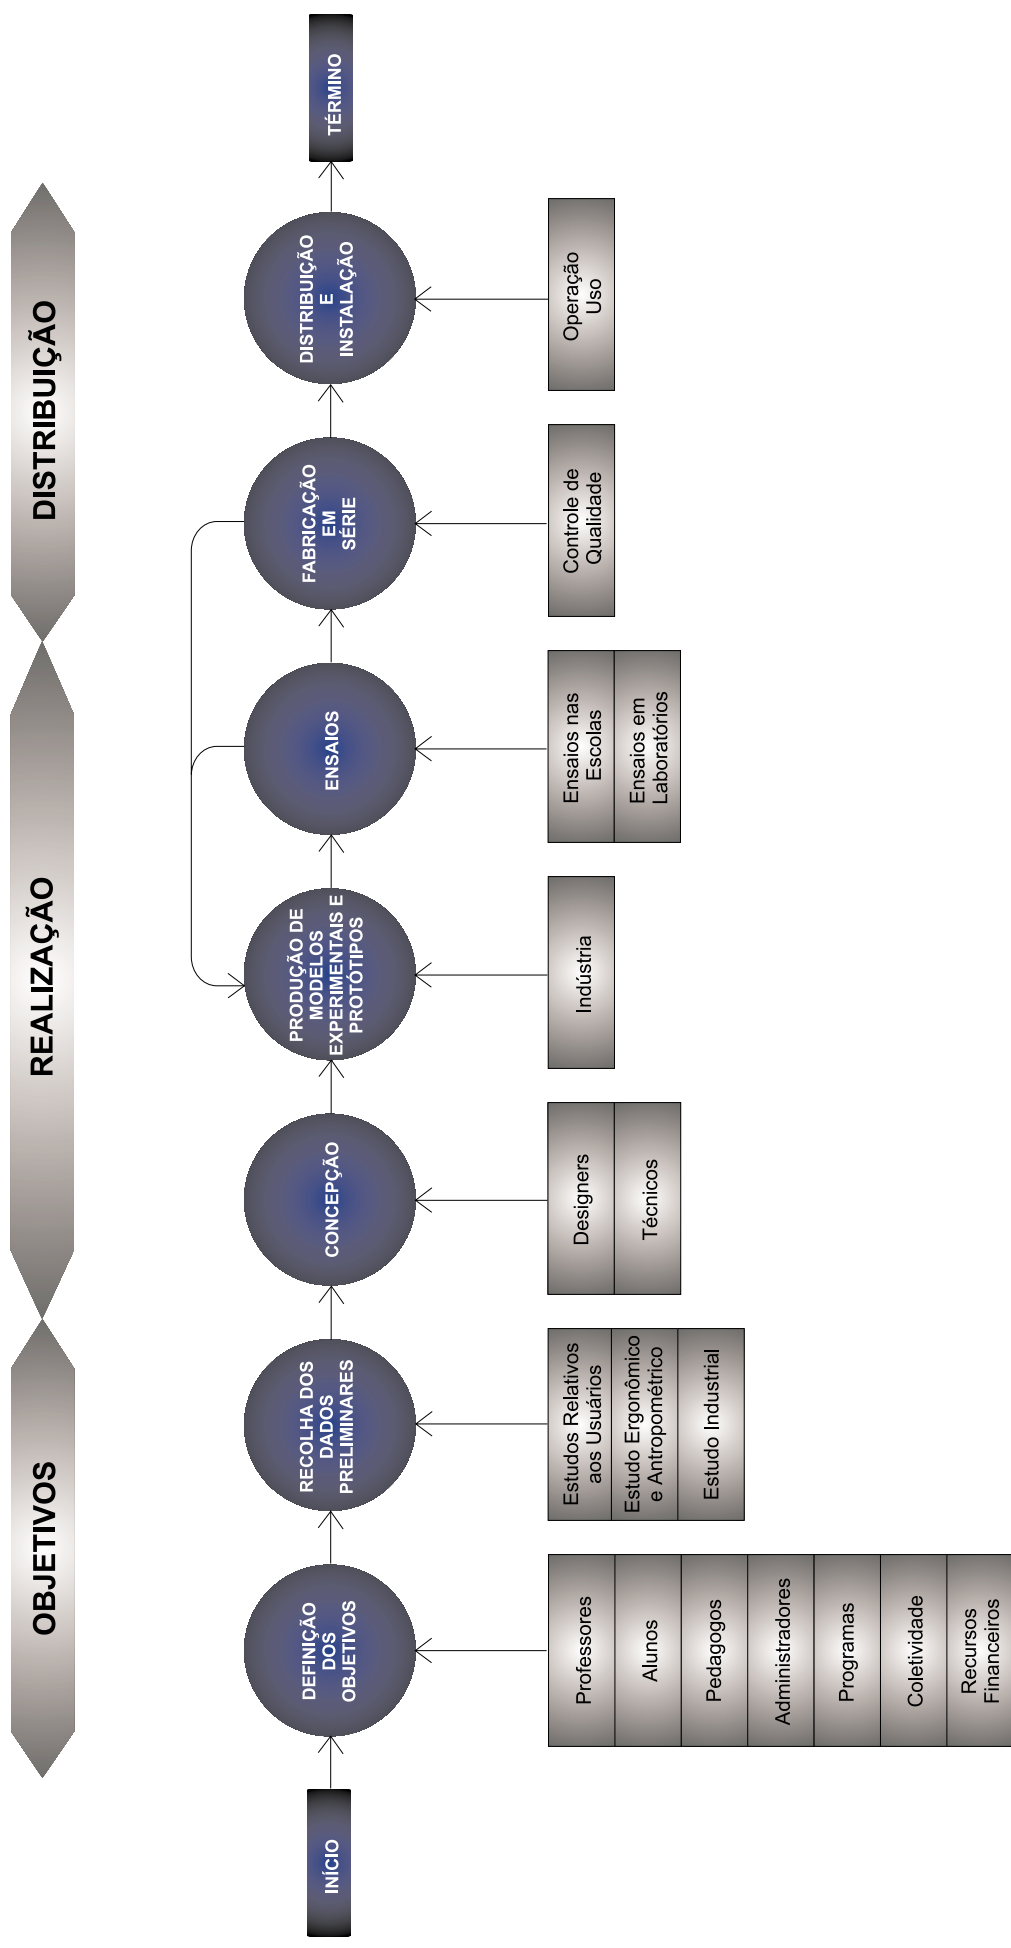 OBJETIVOS
REALIZAÇÃO
DISTRIBUIÇÃO
INÍCIO
DEFINIÇÃO
DOS
OBJETIVOS
RECOLHA DOS
DADOS
PRELIMINARES
CONCEPÇÃO
PRODUÇÃO DE
MODELOS
EXPERIMENTAIS E
PROTÓTIPOS
ENSAIOS
FABRICAÇÃO
EM
SÉRIE
DISTRIBUIÇÃO
E
INSTALAÇÃO
TÉRMINO
Professores
Alunos
Pedagogos
Administradores
Programas
Coletividade
Recursos
Financeiros
Estudos Relativos
aos Usuários
Estudo Ergonômico
e Antropométrico
Estudo Industrial
Designers
Técnicos
Indústria
Ensaios nas
Escolas
Ensaios em
Laboratórios
Controle de
Qualidade
Operação
Uso